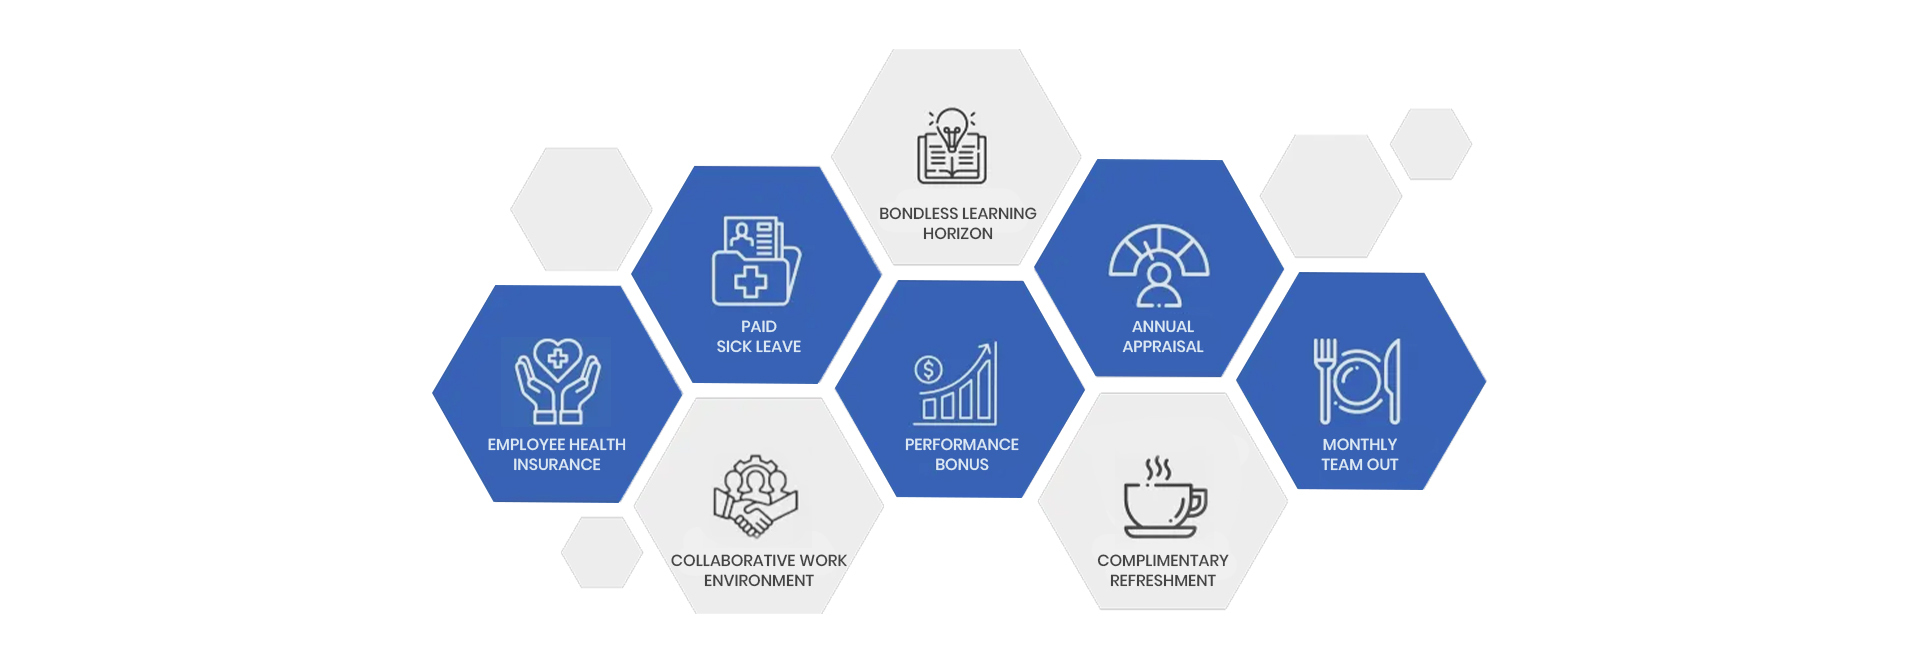 BONDLESS LEARNING
HORIZON
PAID
SICK LEAVE
ANNUAL
APPRAISAL
EMPLOYEE HEALTH
INSURANCE
$
PERFORMANCE
BONUS
MONTHLY
TEAM OUT
COLLABORATIVE WORK
ENVIRONMENT
COMPLIMENTARY
REFRESHMENT